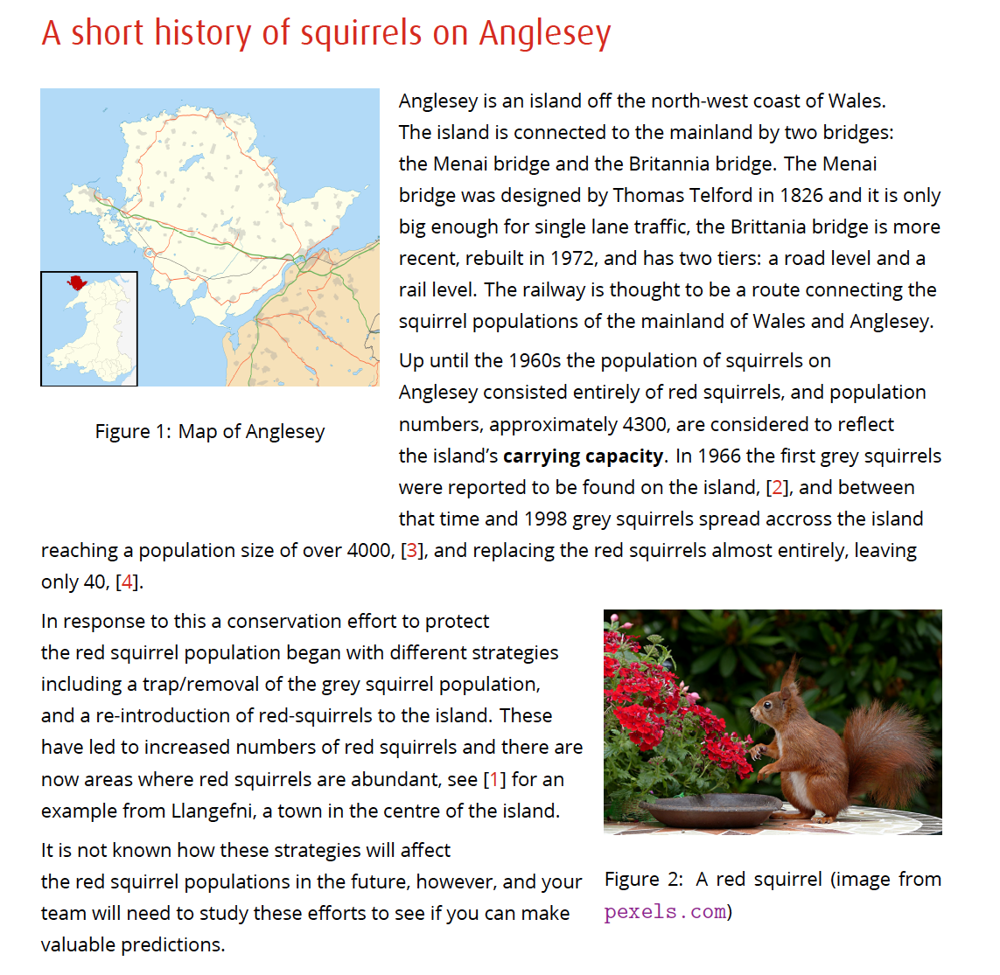 A short history of squirrels on Anglesey
Anglesey is an island off the north-west coast of Wales.
The island is connected to the mainland by two bridges:
the Menai bridge and the Britannia bridge. The Menai
bridge was designed by Thomas Telford in 1826 and it is only
big enough for single lane traffic, the Brittania bridge is more
recent, rebuilt in 1972, and has two tiers: a road level and a
rail level. The railway is thought to be a route connecting the
squirrel populations of the mainland of Wales and Anglesey.
Up until the 1960s the population of squirrels on
Anglesey consisted entirely of red squirrels, and population
numbers, approximately 4300, are considered to reflect
the island's carrying capacity. In 1966 the first grey squirrels
were reported to be found on the island, [2], and between
that time and 1998 grey squirrels spread accross the island
reaching a population size of over 4000, [3], and replacing the red squirrels almost entirely, leaving
only 40, [4].
Figure 1: Map of Anglesey
In response to this a conservation effort to protect
the red squirrel population began with different strategies
including a trap/removal of the grey squirrel population,
and a re-introduction of red-squirrels to the island. These
have led to increased numbers of red squirrels and there are
now areas where red squirrels are abundant, see [1] for an
example from Llangefni, a town in the centre of the island.
It is not known how these strategies will affect
the red squirrel populations in the future, however, and your
team will need to study these efforts to see if you can make
valuable predictions.
Figure 2: A red squirrel (image from
pexels.com)